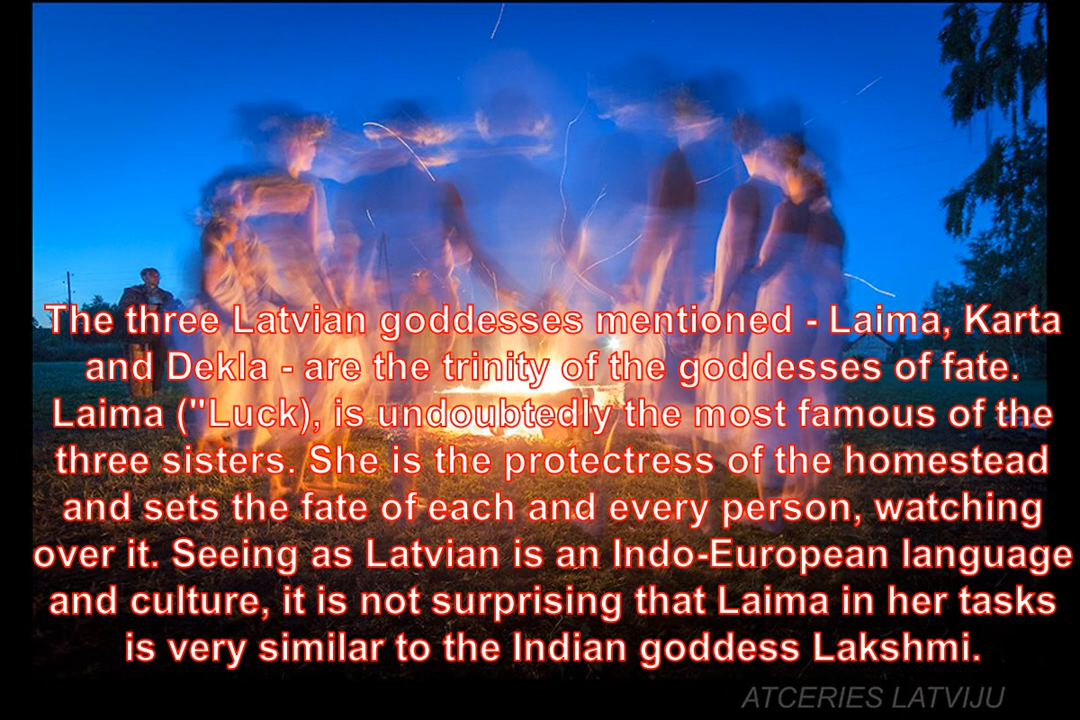 The three Latvian goddesses mentioned - Laima, Karta
and Dekla - are the trinity of the goddesses of fate.
Laima ("Luck), is undoubtedly the most famous of the
three sisters. She is the protectress of the homestead
and sets the fate of each and every person, watching
over it. Seeing as Latvian is an Indo-European language
and culture, it is not surprising that Laima in her tasks
is very similar to the Indian goddess Lakshmi.
ATCERIES LATVIJU